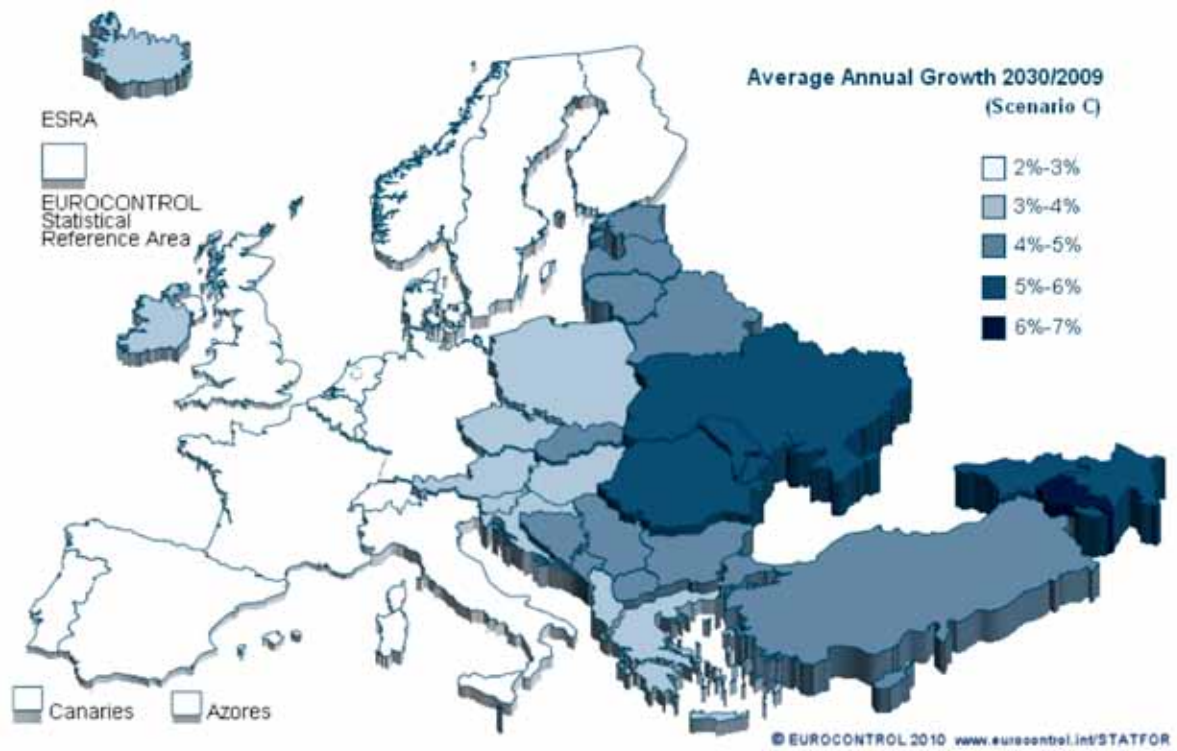 Average Annual Growth 2030/2009
(Scenario C)
2%-3%
3%-4%
4%-5%
5%-6%
6%-7%
ESRA
EUROCONTROL
Statistical
Reference Area
Canaries
Azores
© EUROCONTROL 2010 www.eurocontrol.int/STATFOR